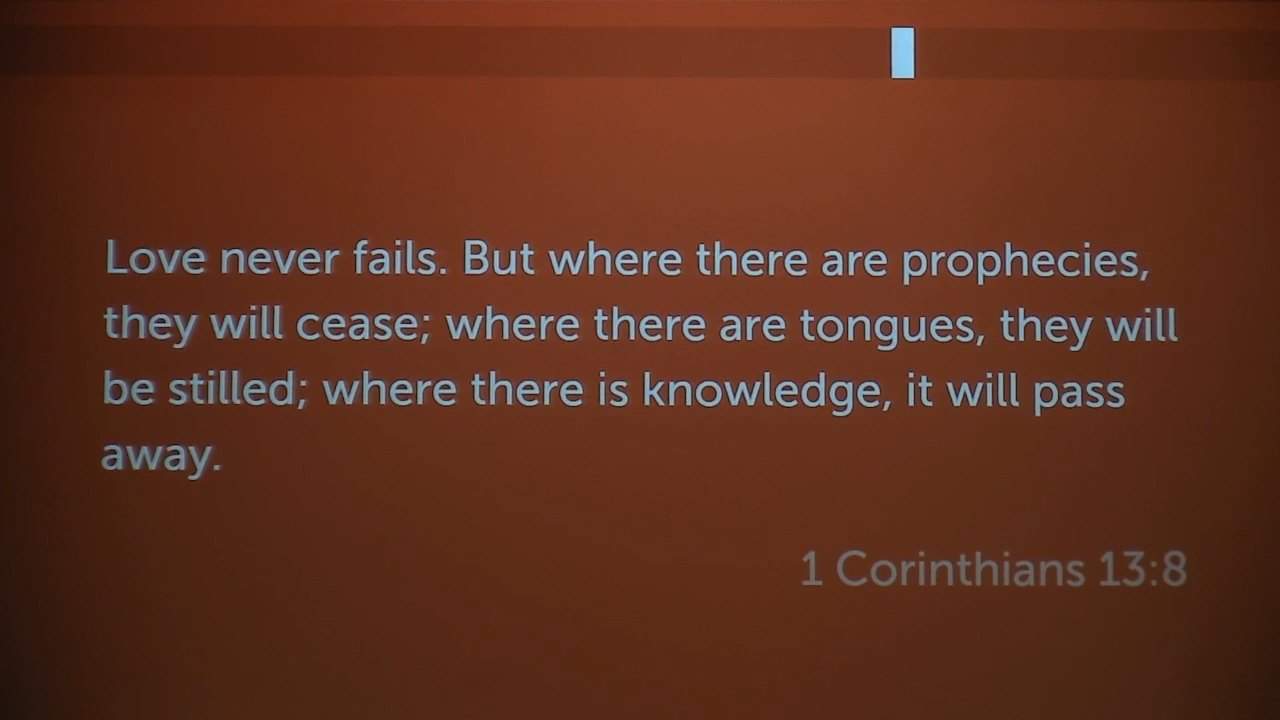 Love never fails. But where there are prophecies,
they will cease; where there are tongues, they will
be stilled; where there is knowledge, it will pass
away.
1 Corinthians 13:8